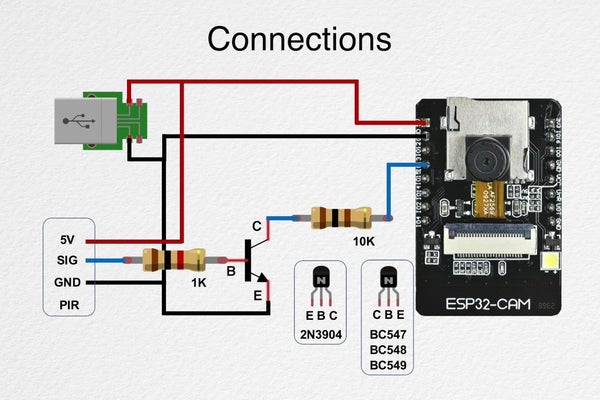 Connections
5V
SIG
GND
PIR
1K
B
C
E
10K
N
E B C
2N3904
N
C B E
BC547
BC548
BC549
ESP32-CAM